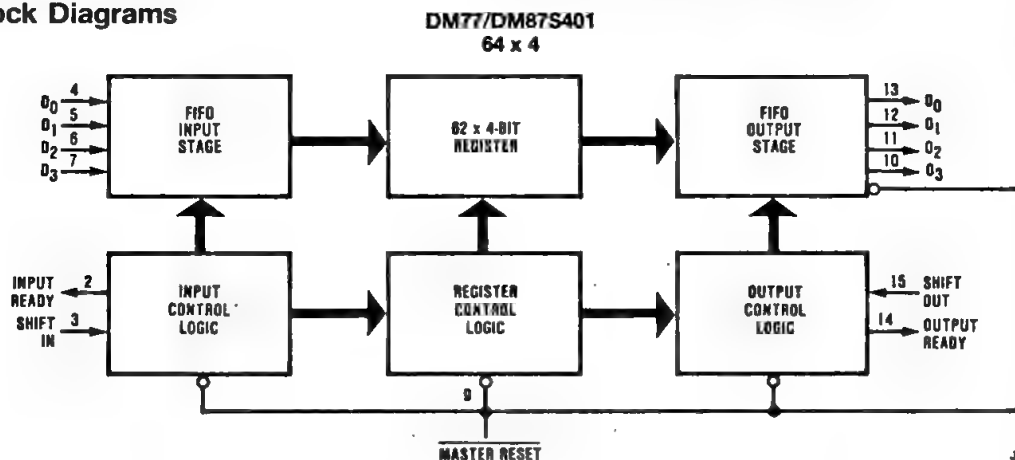 ock Diagrams
DM77/DM87S401
64 x 4
D0 4
D1 5
D2 6
D3 7
FIFO
INPUT
STAGE
62 x 4-BIT
REGISTER
FIFO
OUTPUT
STAGE
13 O0
12 O1
11 O2
10 O3
INPUT
READY
2
SHIFT
IN
3
INPUT
CONTROL
LOGIC
REGISTER
CONTROL
LOGIC
OUTPUT
CONTROL
LOGIC
15 SHIFT
OUT
14 OUTPUT
READY
9
MASTER RESET